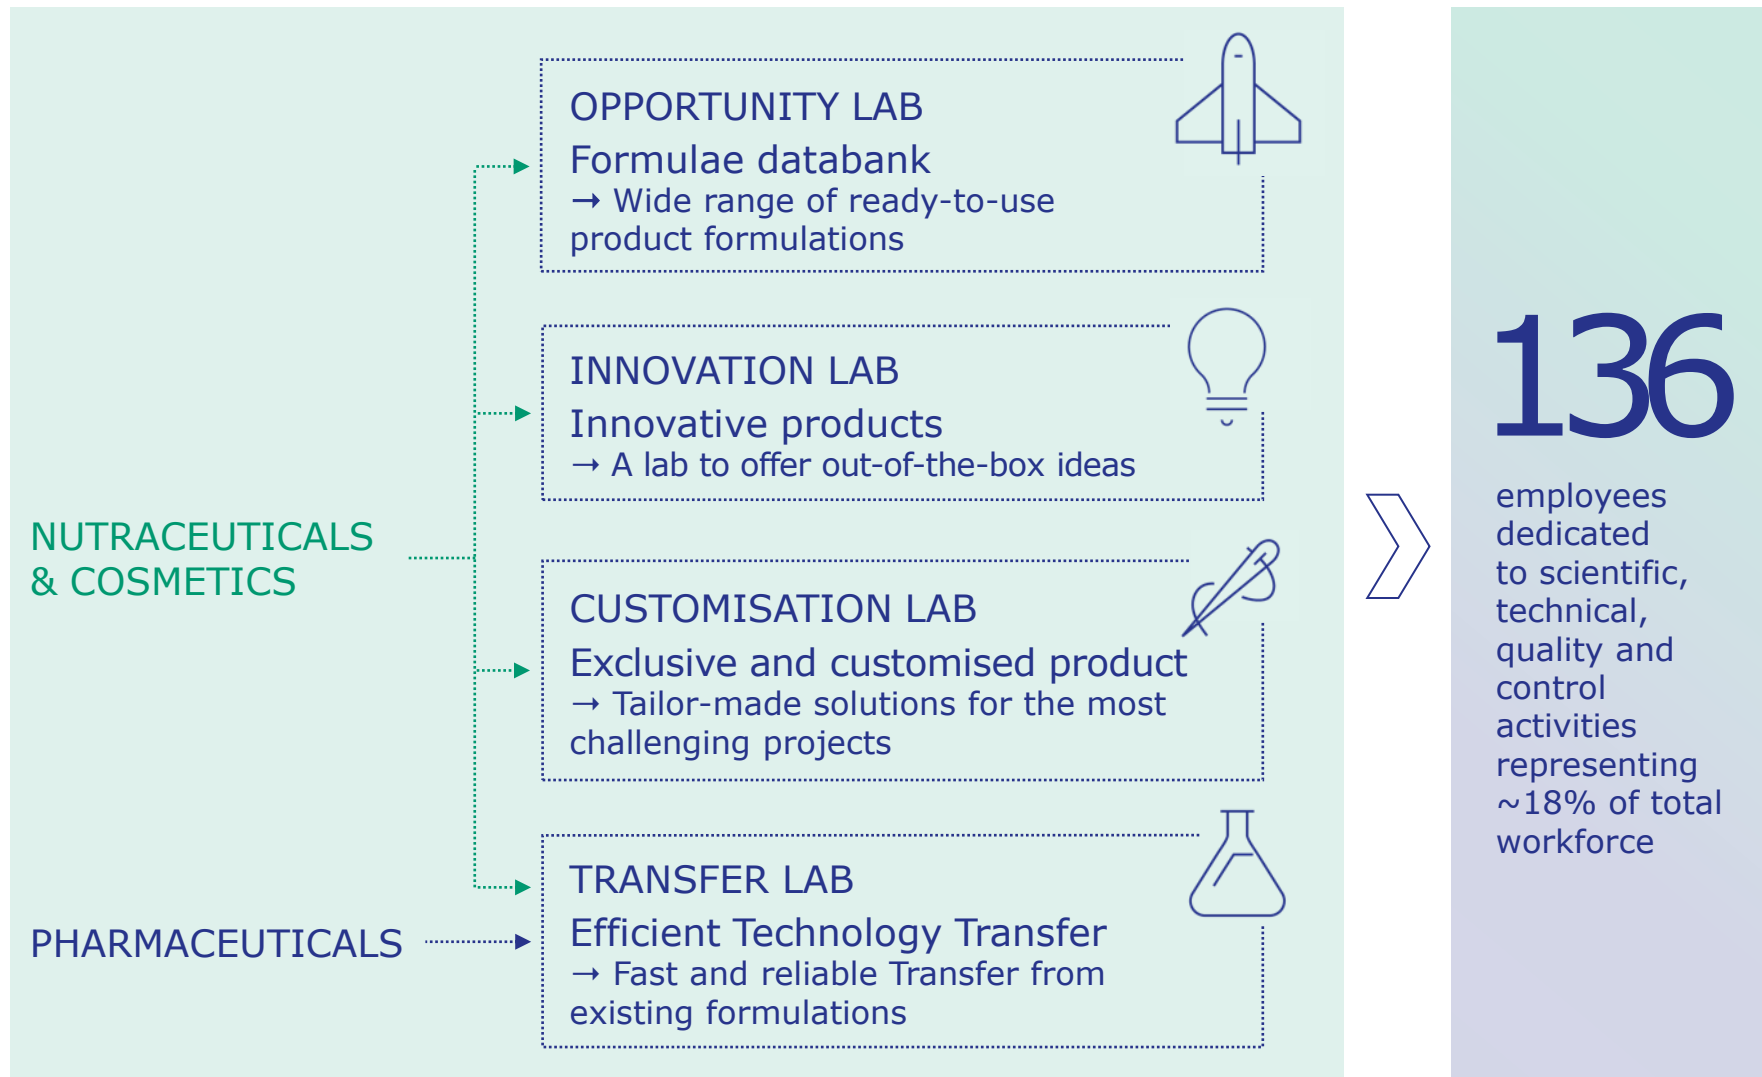 NUTRACEUTICALS
& COSMETICS
PHARMACEUTICALS
OPPORTUNITY LAB
Formulae databank
→ Wide range of ready-to-use
product formulations
INNOVATION LAB
Innovative products
→ A lab to offer out-of-the-box ideas
CUSTOMISATION LAB
Exclusive and customised product
→ Tailor-made solutions for the most
challenging projects
TRANSFER LAB
Efficient Technology Transfer
→ Fast and reliable Transfer from
existing formulations
136
employees
dedicated
to scientific,
technical,
quality and
control
activities
representing
~18% of total
workforce